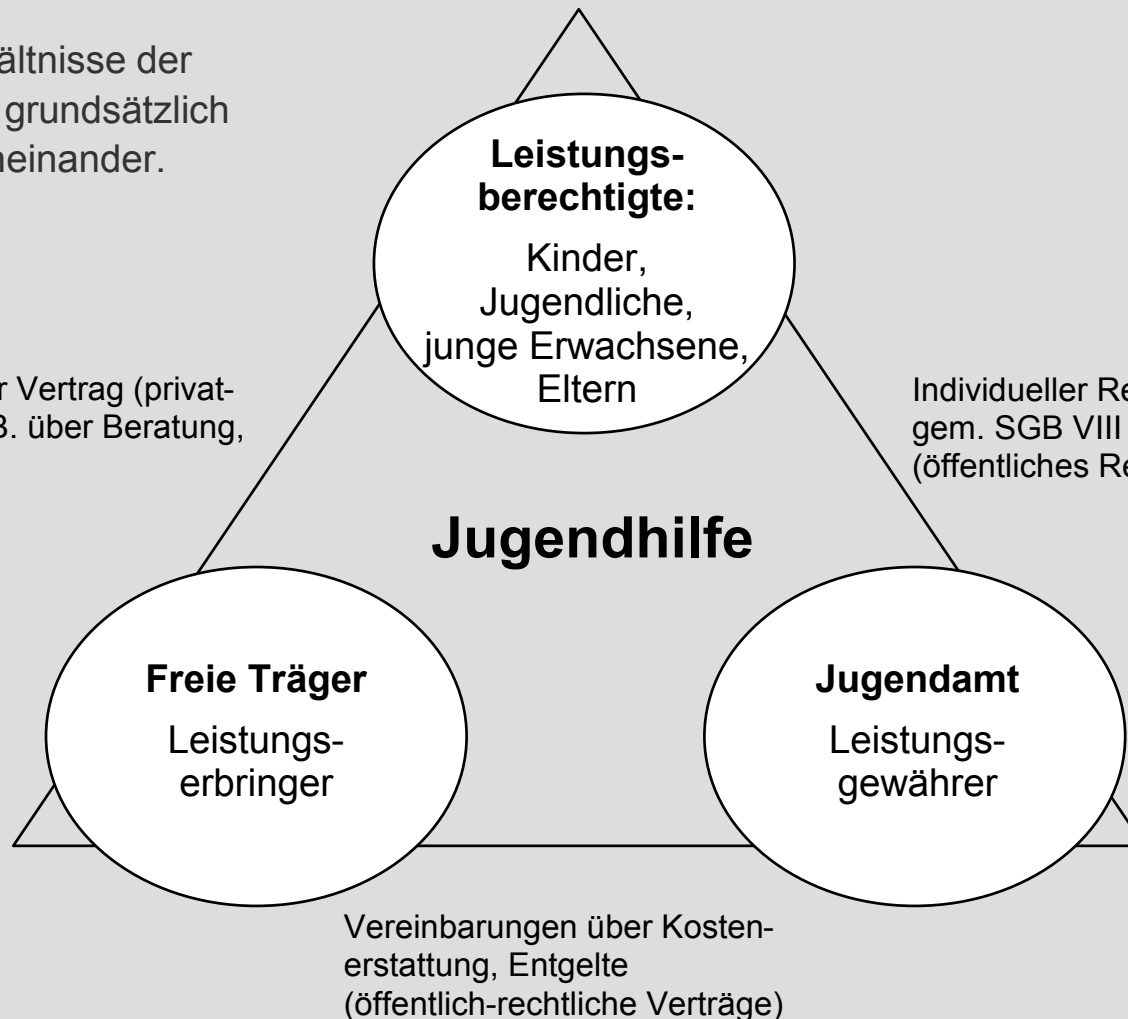 ältnisse der
grundsätzlich
neinander.
Leistungs-
berechtigte:
Kinder,
Jugendliche,
junge Erwachsene,
Eltern
r Vertrag (privat-
B. über Beratung,
Individueller Re
gem. SGB VIII
(öffentliches Re
Jugendhilfe
Freie Träger
Leistungs-
erbringer
Jugendamt
Leistungs-
gewährer
Vereinbarungen über Kosten-
erstattung, Entgelte
(öffentlich-rechtliche Verträge)